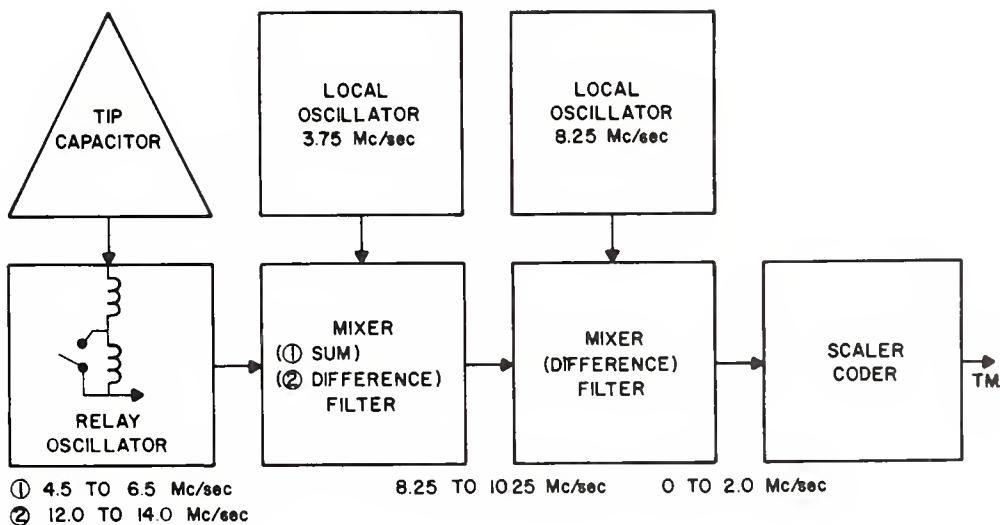 TIP
CAPACITOR
LOCAL
OSCILLATOR
3.75 Mc/sec
LOCAL
OSCILLATOR
8.25 Mc/sec
RELAY
OSCILLATOR
MIXER
(① SUM)
(② DIFFERENCE)
FILTER
MIXER
(DIFFERENCE)
FILTER
SCALER
CODER
TM
① 4.5 TO 6.5 Mc/sec
② 12.0 TO 14.0 Mc/sec
8.25 TO 10.25 Mc/sec
0 TO 2.0 Mc/sec